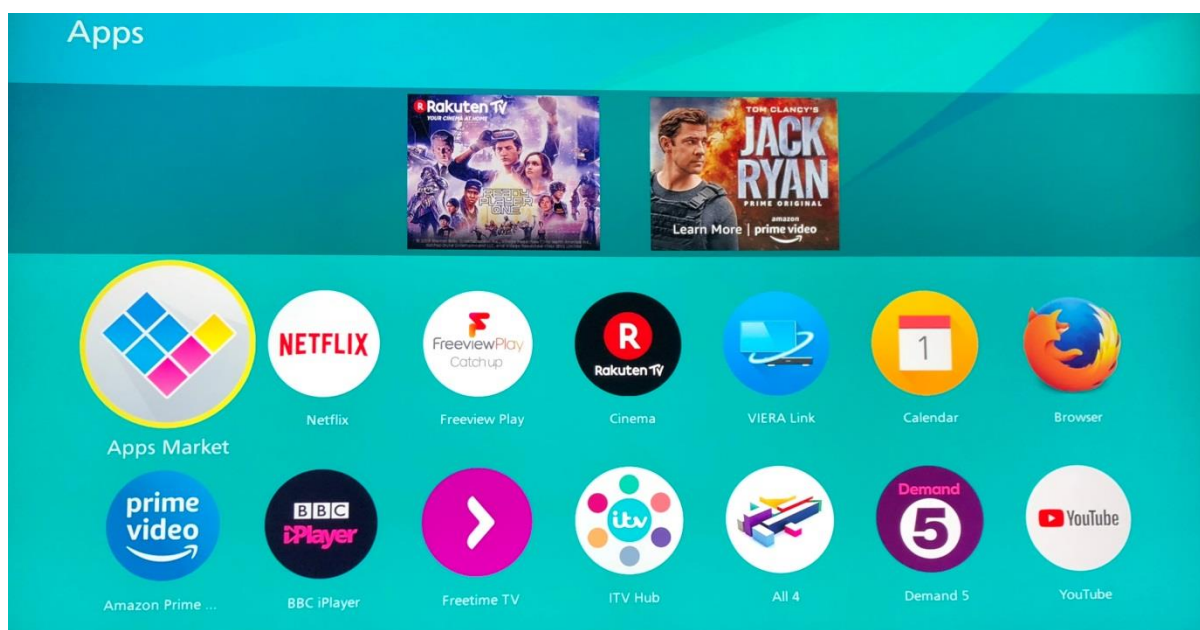 Apps
Rakuten TV
YOUR CINEMA AT HOME
READY
PLAYER
ONE
TOM CLANCY'S
JACK
RYAN
PRIME ORIGINAL
amazon
Learn More | prime video
NETFLIX
FreeviewPlay
Catch up
R
Rakuten TV
1
Apps Market
Netflix
Freeview Play
Cinema
VIERA Link
Calendar
Browser
prime
video
BBC
iPlayer
itv
Demand
5
YouTube
Amazon Prime ...
BBC iPlayer
Freetime TV
ITV Hub
All 4
Demand 5
YouTube